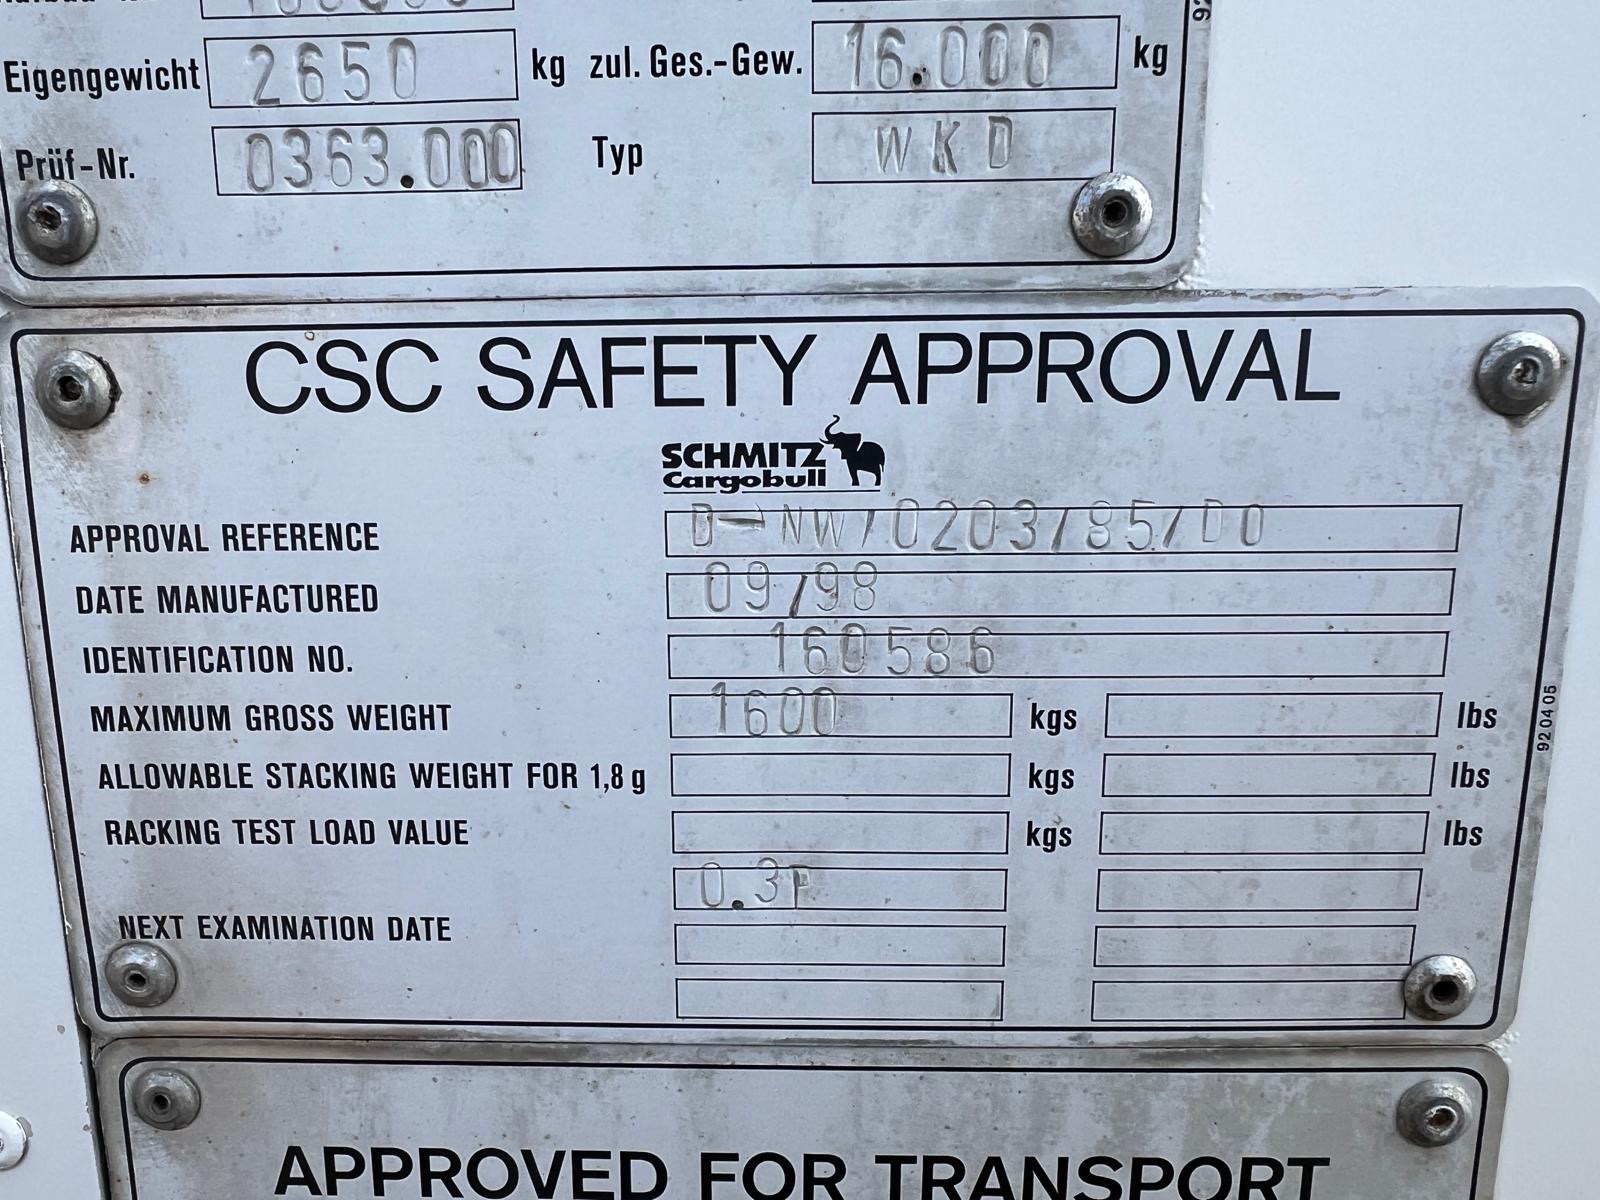 Eigengewicht 2650 kg zul. Ges.-Gew. 16.000 kg
Prüf-Nr. 0363.000 Typ WKD
CSC SAFETY APPROVAL
SCHMITZ
Cargobull
APPROVAL REFERENCE D-NW/0203/85/DO
DATE MANUFACTURED 09/98
IDENTIFICATION NO. 160586
MAXIMUM GROSS WEIGHT 1600 kgs lbs
ALLOWABLE STACKING WEIGHT FOR 1,8 g kgs lbs
RACKING TEST LOAD VALUE kgs lbs
0.3P
NEXT EXAMINATION DATE
920405
APPROVED FOR TRANSPORT